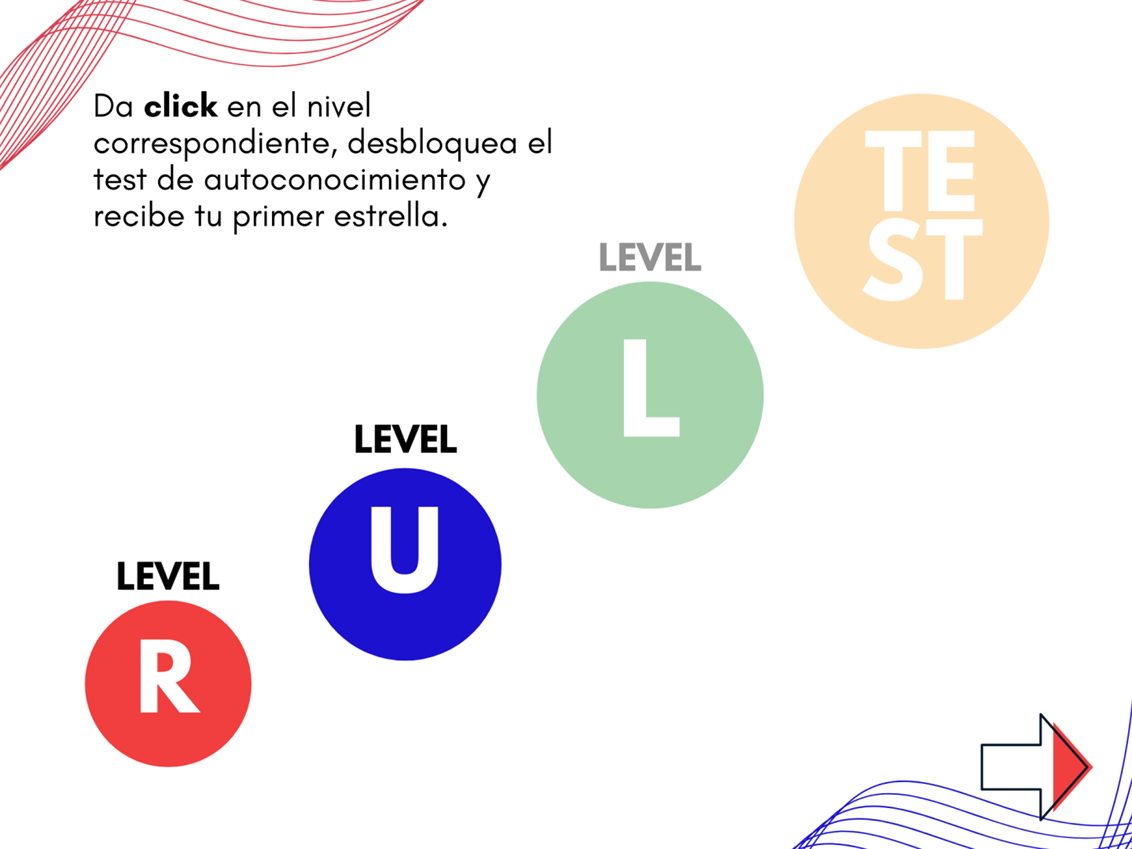 Da click en el nivel
correspondiente, desbloquea el
test de autoconocimiento y
recibe tu primer estrella.
TE
ST
LEVEL
L
LEVEL
U
LEVEL
R